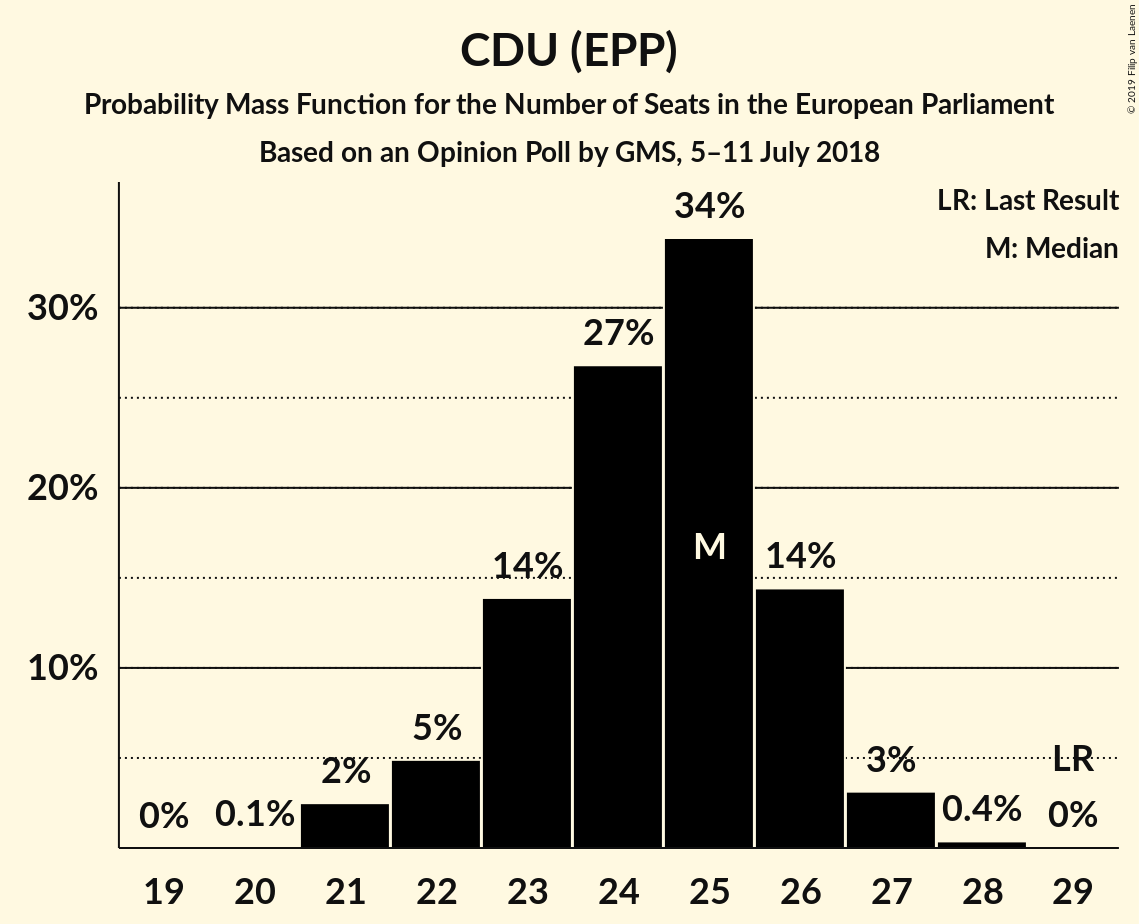 © 2019 Filip van Laenen
CDU (EPP)
Probability Mass Function for the Number of Seats in the European Parliament
Based on an Opinion Poll by GMS, 5–11 July 2018
LR: Last Result
M: Median
30%
20%
10%
0%
0.1%
2%
5%
14%
27%
34%
M
14%
3%
0.4%
LR
0%
19 20 21 22 23 24 25 26 27 28 29